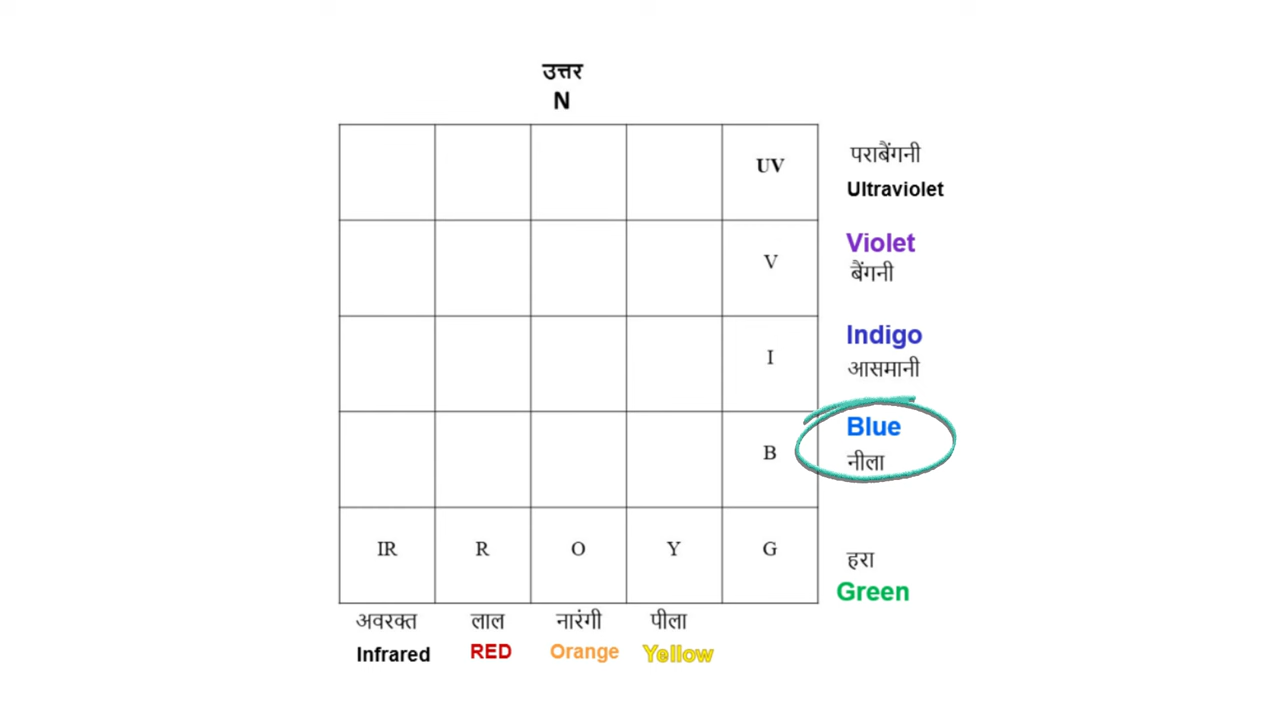 उत्तर
N
UV
पराबैंगनी
Ultraviolet
V
Violet
बैंगनी
I
Indigo
आसमानी
B
Blue
नीला
IR
R
O
Y
G
हरा
Green
अवरक्त
लाल
नारंगी
पीला
Infrared
RED
Orange
Yellow